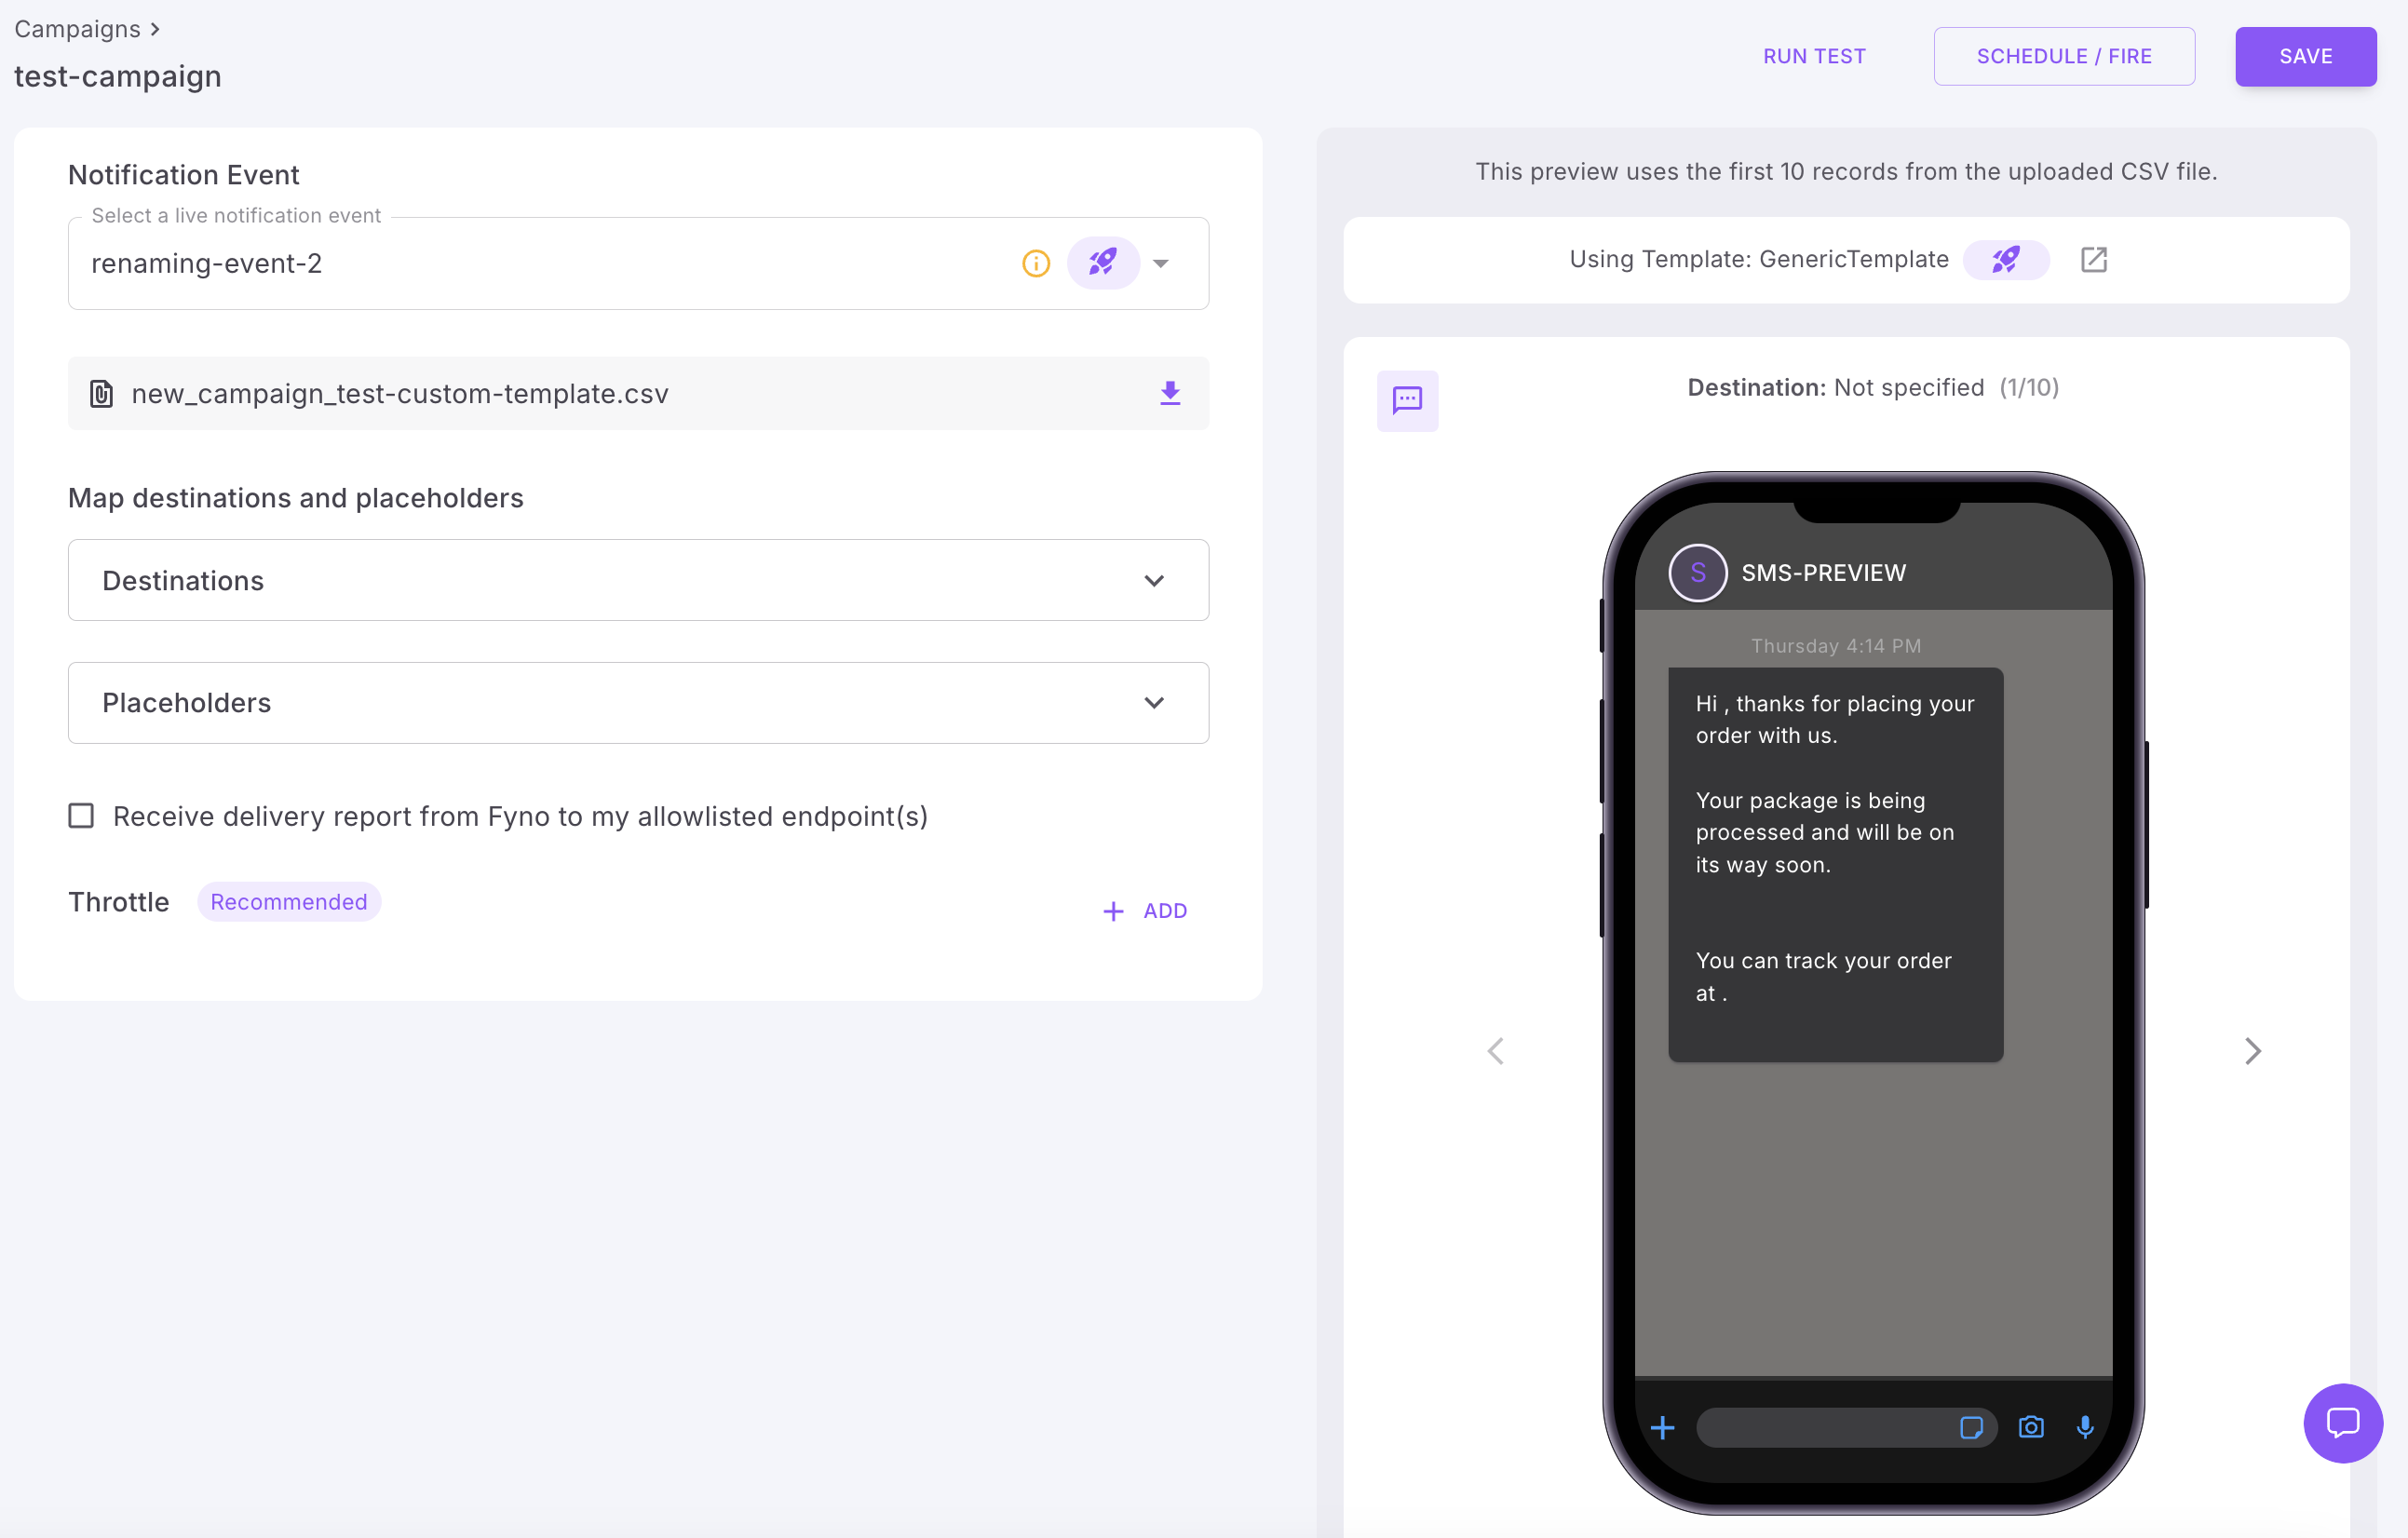 Campaigns
test-campaign
RUN TEST
SCHEDULE / FIRE
SAVE
Notification Event
Select a live notification event
renaming-event-2
new_campaign_test-custom-template.csv
Map destinations and placeholders
Destinations
Placeholders
Receive delivery report from Fyno to my allowlisted endpoint(s)
Throttle
Recommended
+ ADD
This preview uses the first 10 records from the uploaded CSV file.
Using Template: GenericTemplate
Destination: Not specified (1/10)
S
SMS-PREVIEW
Thursday 4:14 PM
Hi , thanks for placing your
order with us.
Your package is being
processed and will be on
its way soon.
You can track your order
at .